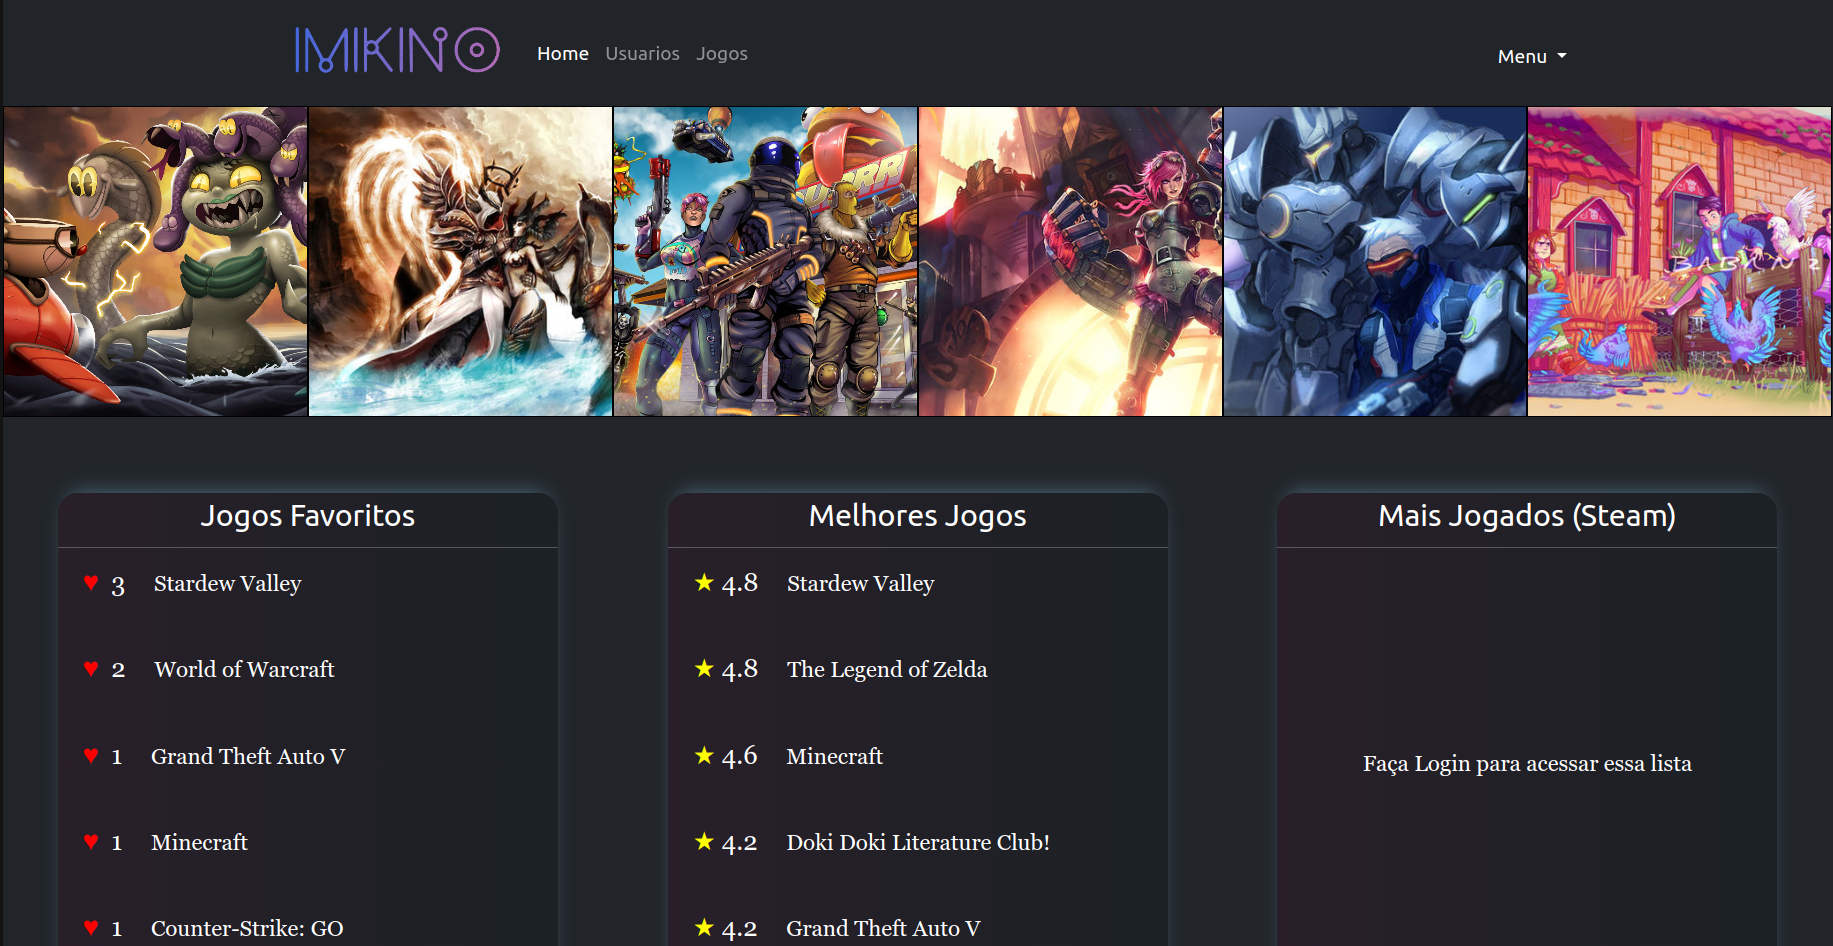 IMIKINO
Home Usuarios Jogos
Menu
Jogos Favoritos
♥ 3 Stardew Valley
♥ 2 World of Warcraft
♥ 1 Grand Theft Auto V
♥ 1 Minecraft
♥ 1 Counter-Strike: GO
Melhores Jogos
★ 4.8 Stardew Valley
★ 4.8 The Legend of Zelda
★ 4.6 Minecraft
★ 4.2 Doki Doki Literature Club!
★ 4.2 Grand Theft Auto V
Mais Jogados (Steam)
Faça Login para acessar essa lista